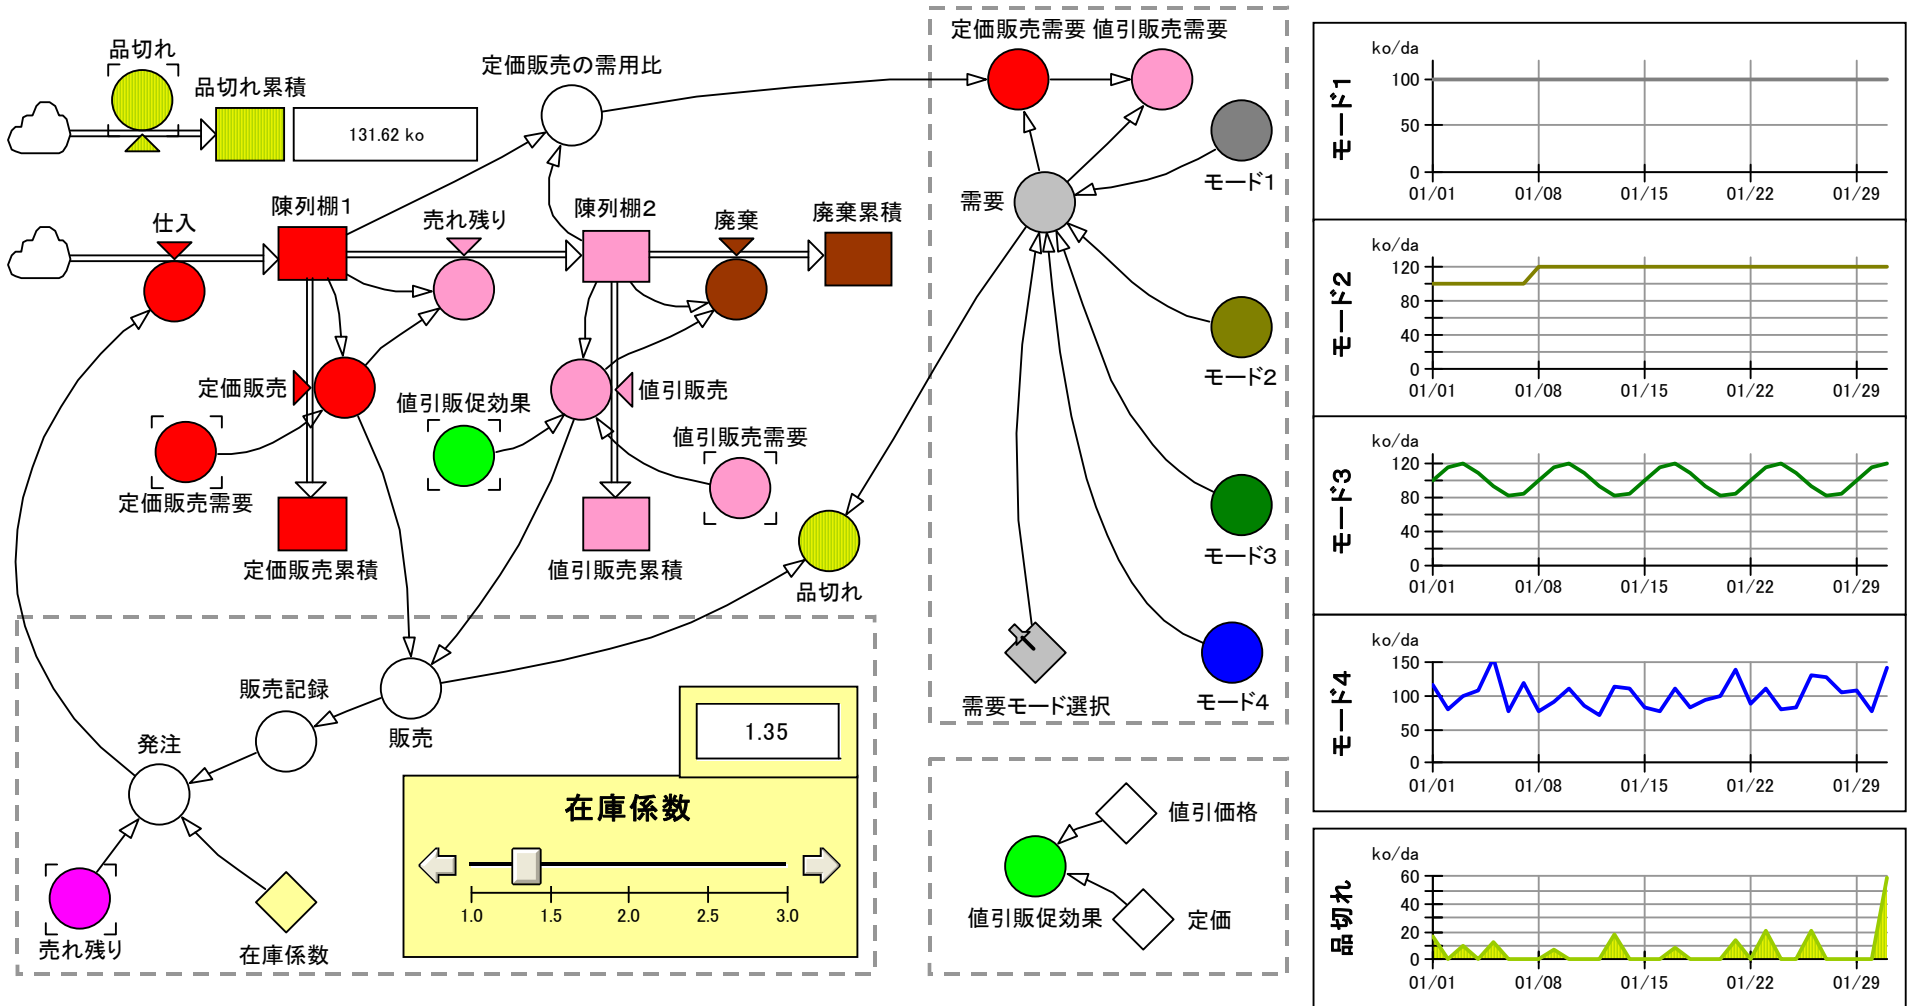 品切れ
品切れ累積
131.62 ko
定価販売の需用比
定価販売需要 値引販売需要
モード1
需要
仕入
陳列棚1
売れ残り
陳列棚2
廃棄
廃棄累積
モード2
定価販売
値引販促効果
値引販売
値引販売需要
定価販売需要
定価販売累積
値引販売累積
品切れ
モード3
需要モード選択
モード4
販売記録
販売
発注
売れ残り
在庫係数
1.35
在庫係数
1.0 1.5 2.0 2.5 3.0
値引価格
値引販促効果
定価
モード1
ko/da
100
50
0
01/01 01/08 01/15 01/22 01/29
モード2
ko/da
120
80
40
0
01/01 01/08 01/15 01/22 01/29
モード3
ko/da
120
80
40
0
01/01 01/08 01/15 01/22 01/29
モード4
ko/da
150
100
50
0
01/01 01/08 01/15 01/22 01/29
品切れ
ko/da
60
40
20
0
01/01 01/08 01/15 01/22 01/29